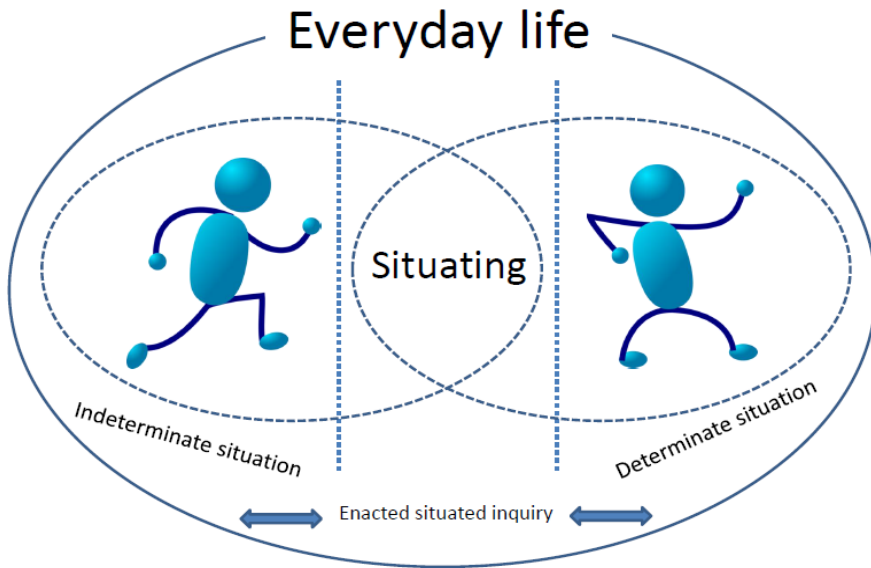 Everyday life
Situating
Indeterminate situation
Determinate situation
Enacted situated inquiry